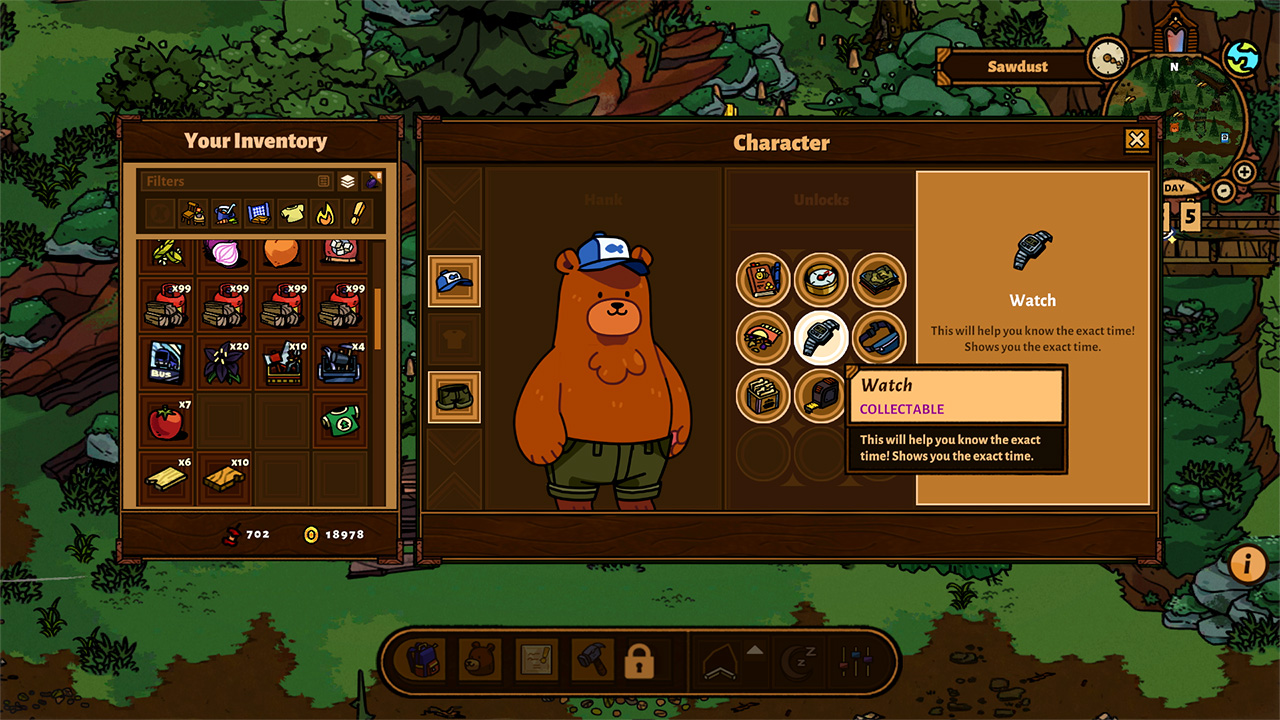 Sawdust
N
Your Inventory
Character
Filters
Hank
Unlocks
DAY
5
x99
x99
x99
x99
BUS
x20
x10
x4
x7
x6
x10
702
18978
Watch
This will help you know the exact time!
Shows you the exact time.
Watch
COLLECTABLE
This will help you know the exact
time! Shows you the exact time.
i
z
z
z